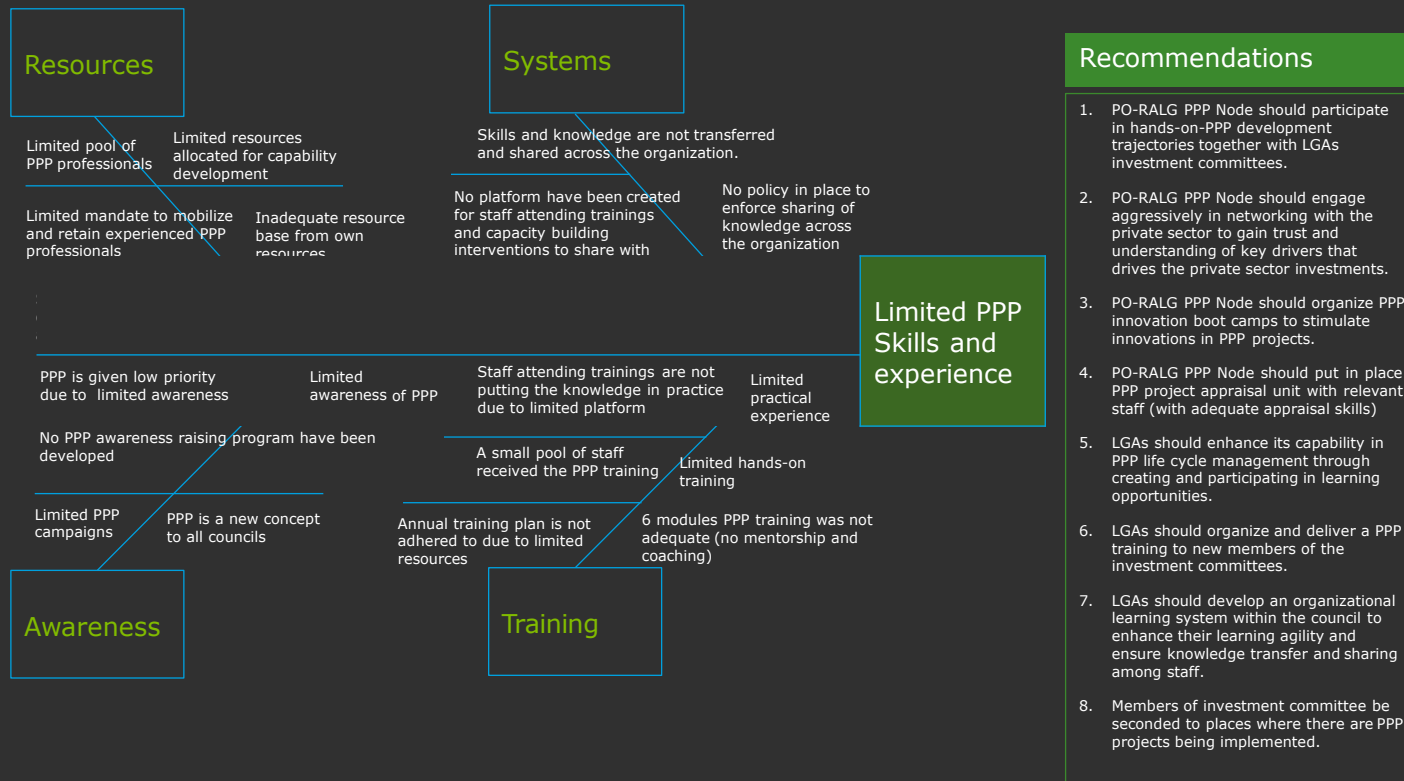 Resources
Limited pool of
PPP professionals
Limited resources
allocated for capability
development
Limited mandate to mobilize
and retain experienced PPP
professionals
Inadequate resource
base from own
resources
Systems
Skills and knowledge are not transferred
and shared across the organization.
No platform have been created
for staff attending trainings
and capacity building
interventions to share with
No policy in place to
enforce sharing of
knowledge across
the organization
Limited PPP
Skills and
experience
PPP is given low priority
due to limited awareness
Limited
awareness of PPP
No PPP awareness raising program have been
developed
Limited PPP
campaigns
PPP is a new concept
to all councils
Awareness
Staff attending trainings are not
putting the knowledge in practice
due to limited platform
Limited
practical
experience
A small pool of staff
received the PPP training
Limited hands-on
training
Annual training plan is not
adhered to due to limited
resources
6 modules PPP training was not
adequate (no mentorship and
coaching)
Training
Recommendations
1. PO-RALG PPP Node should participate
in hands-on-PPP development
trajectories together with LGAs
investment committees.
2. PO-RALG PPP Node should engage
aggressively in networking with the
private sector to gain trust and
understanding of key drivers that
drives the private sector investments.
3. PO-RALG PPP Node should organize PPP
innovation boot camps to stimulate
innovations in PPP projects.
4. PO-RALG PPP Node should put in place
PPP project appraisal unit with relevant
staff (with adequate appraisal skills)
5. LGAs should enhance its capability in
PPP life cycle management through
creating and participating in learning
opportunities.
6. LGAs should organize and deliver a PPP
training to new members of the
investment committees.
7. LGAs should develop an organizational
learning system within the council to
enhance their learning agility and
ensure knowledge transfer and sharing
among staff.
8. Members of investment committee be
seconded to places where there are PPP
projects being implemented.